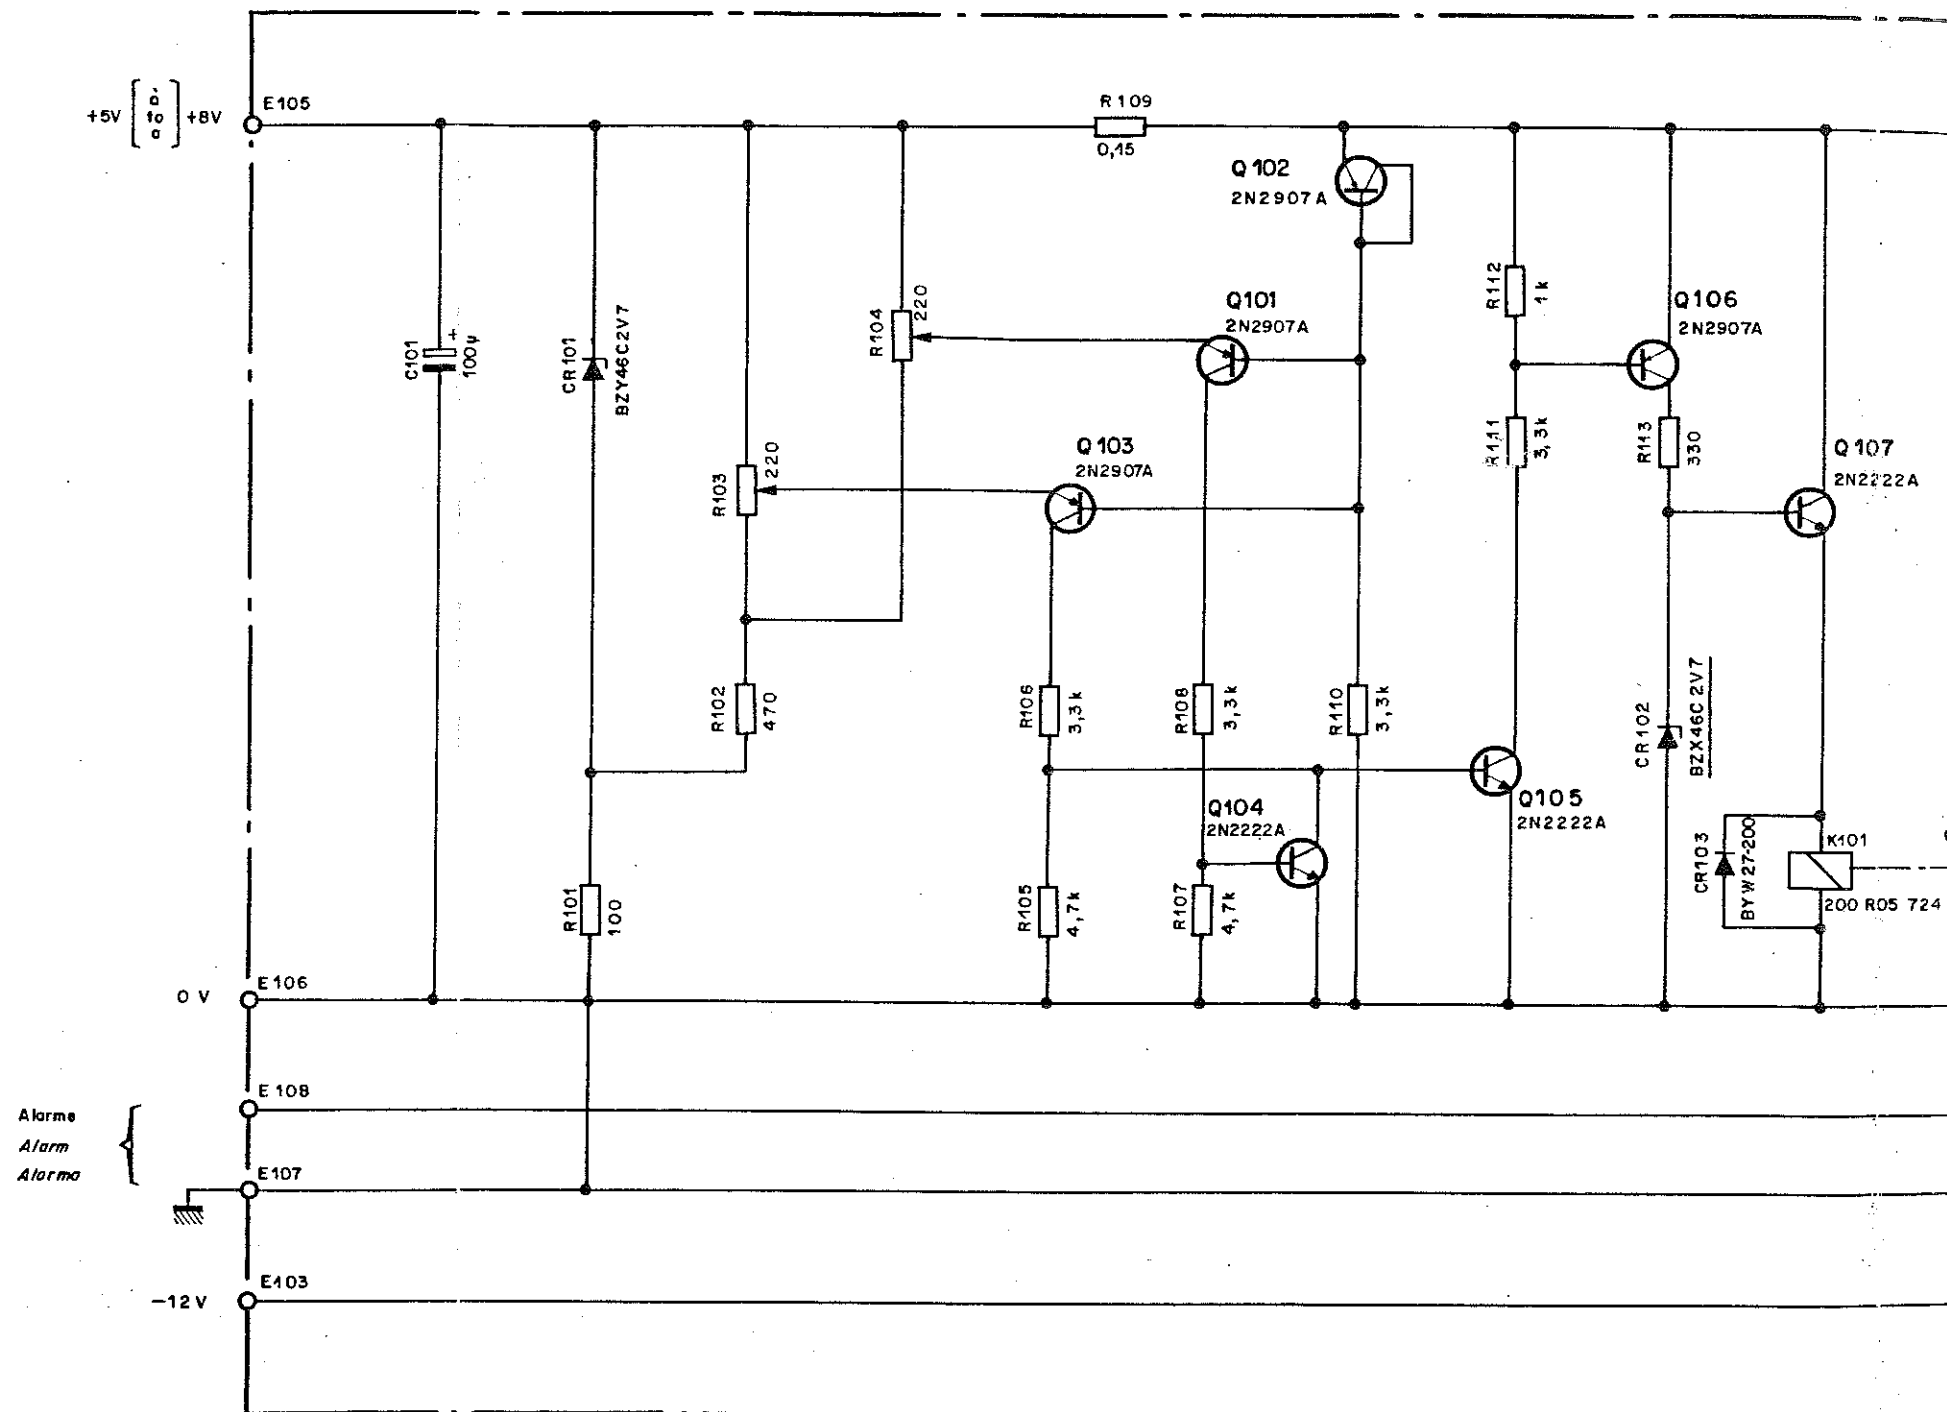 +5V [ à to a ] +8V
E105
R109
0,15
Q102
2N2907A
C101
+
100µ
CR101
BZY46C2V7
R103
220
R104
220
Q101
2N2907A
Q103
2N2907A
R112
1k
R111
3,3k
Q106
2N2907A
R113
330
Q107
2N2222A
R102
470
R106
3,3k
R108
3,3k
R110
3,3k
CR102
BZX46C2V7
Q104
2N2222A
Q105
2N2222A
R101
100
R105
4,7k
R107
4,7k
CR103
BYW27-200
K101
200 R05 724
0 V
E106
E108
Alarme
Alarm
Alarma
E107
-12V
E103